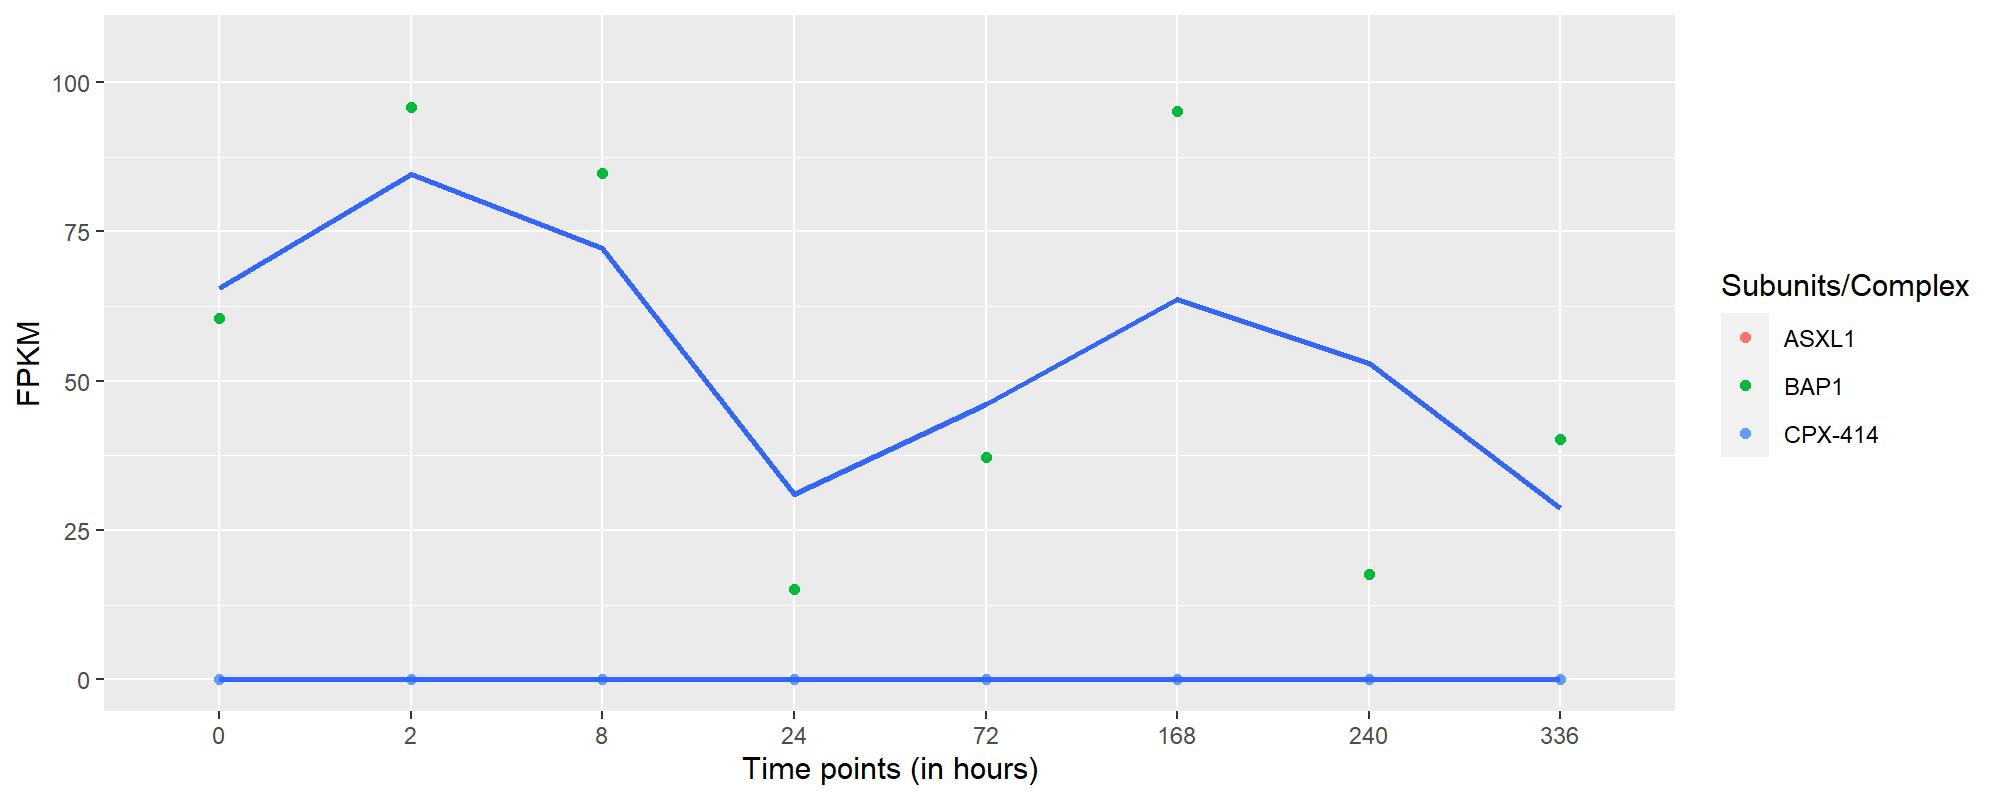 100
75
50
25
0
FPKM
0 2 8 24 72 168 240 336
Time points (in hours)
Subunits/Complex
ASXL1
BAP1
CPX-414